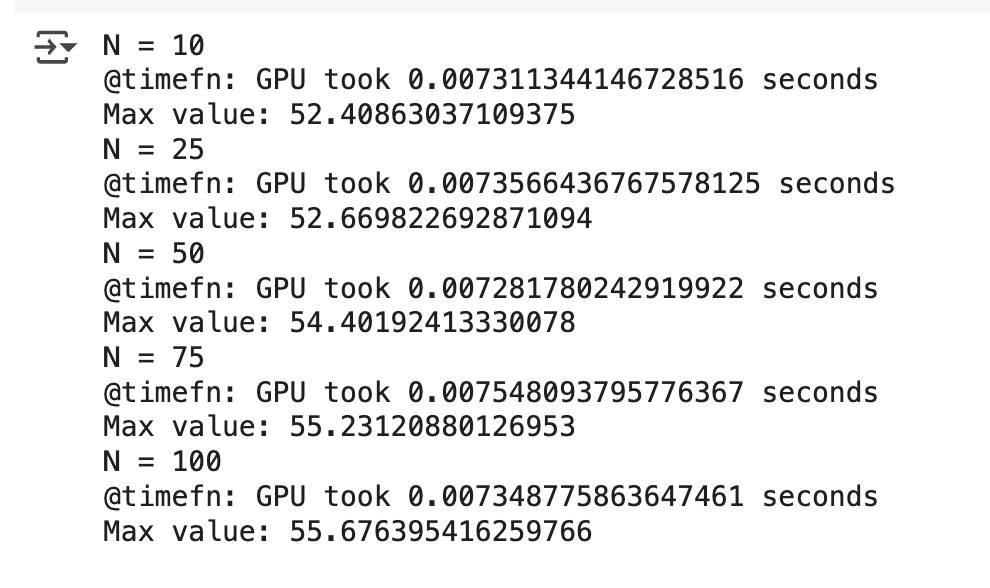 N = 10
@timefn: GPU took 0.007311344146728516 seconds
Max value: 52.40863037109375
N = 25
@timefn: GPU took 0.0073566436767578125 seconds
Max value: 52.669822692871094
N = 50
@timefn: GPU took 0.007281780242919922 seconds
Max value: 54.40192413330078
N = 75
@timefn: GPU took 0.007548093795776367 seconds
Max value: 55.23120880126953
N = 100
@timefn: GPU took 0.007348775863647461 seconds
Max value: 55.676395416259766